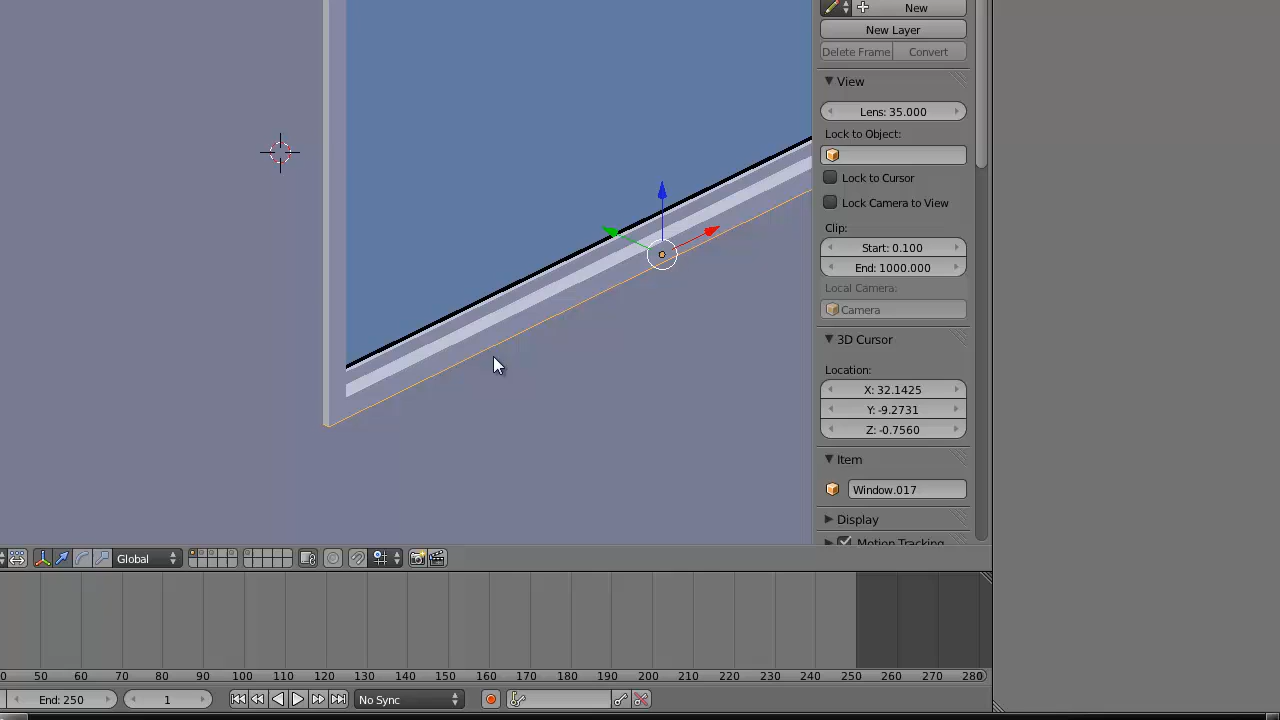 New
New Layer
Delete Frame Convert
View
Lens: 35.000
Lock to Object:
Lock to Cursor
Lock Camera to View
Clip:
Start: 0.100
End: 1000.000
Local Camera:
Camera
3D Cursor
Location:
X: 32.1425
Y: -9.2731
Z: -0.7560
Item
Window.017
Display
Motion Tracking
Global
50 60 70 80 90 100 110 120 130 140 150 160 170 180 190 200 210 220 230 240 250 260 270 280
End: 250 1 No Sync